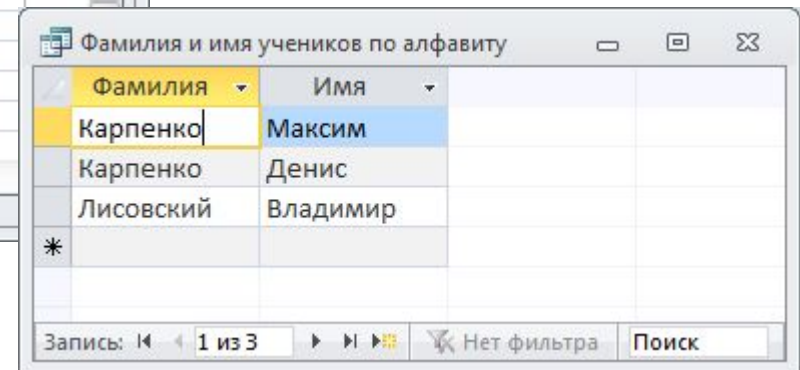 Фамилия и имя учеников по алфавиту
Фамилия Имя
Карпенко Максим
Карпенко Денис
Лисовский Владимир
Запись: 1 из 3 Нет фильтра Поиск